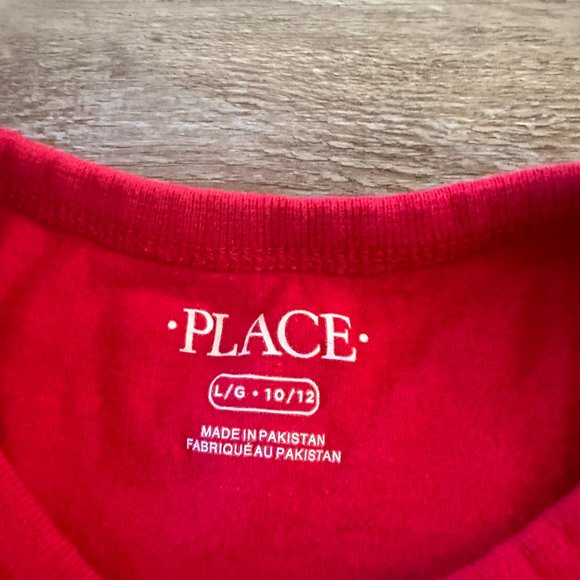 ·PLACE·
L/G • 10/12
MADE IN PAKISTAN
FABRIQUÉ AU PAKISTAN